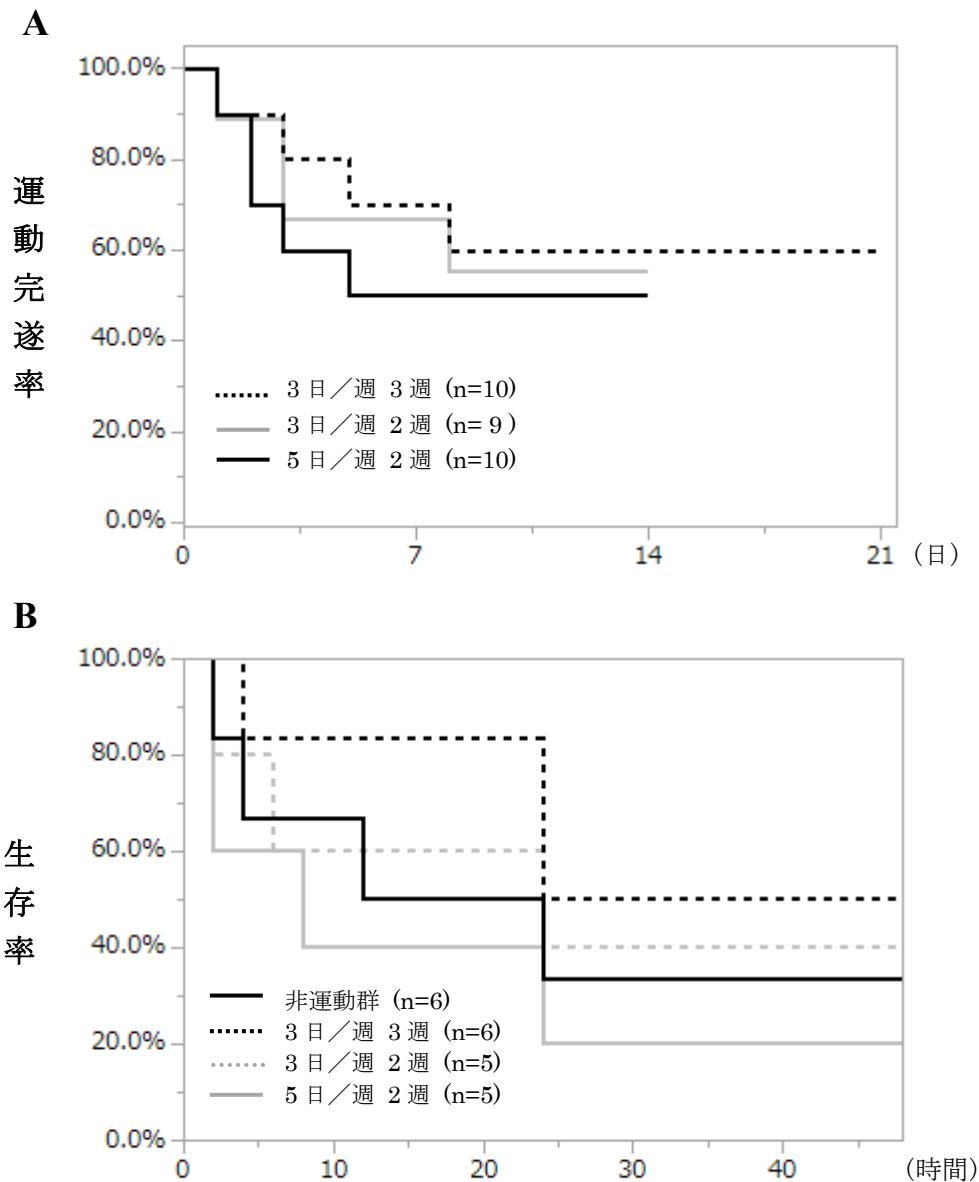 A
100.0%
80.0%
60.0%
40.0%
20.0%
0.0%
運動完遂率
3日／週 3週 (n=10)
3日／週 2週 (n= 9 )
5日／週 2週 (n=10)
0 7 14 21 （日）
B
100.0%
80.0%
60.0%
40.0%
20.0%
0.0%
生存率
非運動群 (n=6)
3日／週 3週 (n=6)
3日／週 2週 (n=5)
5日／週 2週 (n=5)
0 10 20 30 40 (時間)